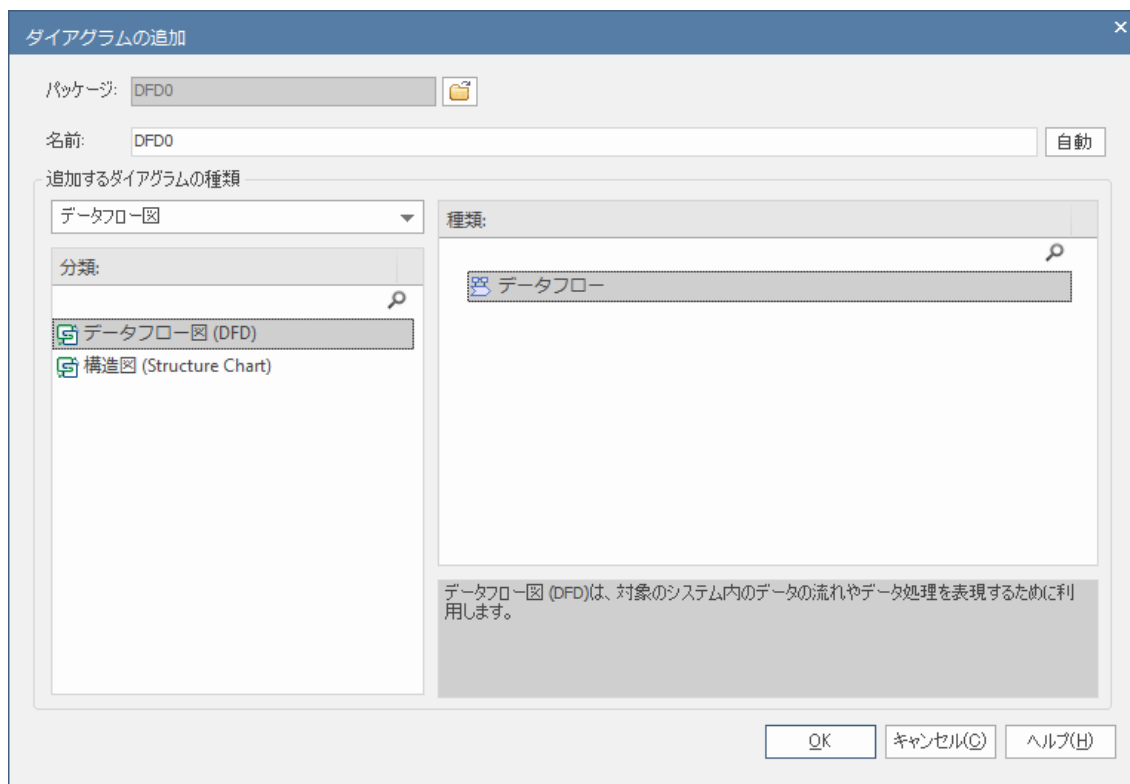 ダイアグラムの追加
パッケージ: DFD0
名前: DFD0 自動
追加するダイアグラムの種類
データフロー図
種類:
分類:
データフロー
データフロー図 (DFD)
構造図 (Structure Chart)
データフロー図 (DFD)は、対象のシステム内のデータの流れやデータ処理を表現するために利
用します。
OK キャンセル(C) ヘルプ(H)